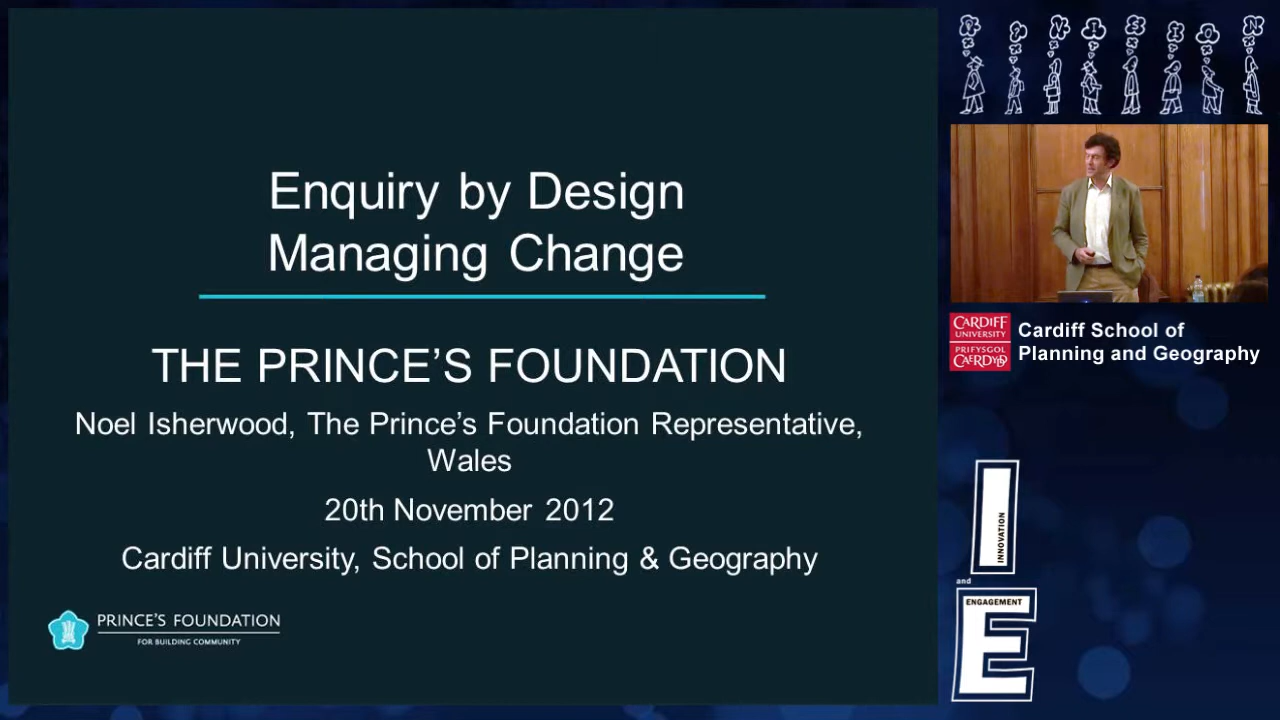 Enquiry by Design
Managing Change
THE PRINCE'S FOUNDATION
Noel Isherwood, The Prince's Foundation Representative,
Wales
20th November 2012
Cardiff University, School of Planning & Geography
PRINCE'S FOUNDATION
FOR BUILDING COMMUNITY
P ? V I S I O N
CARDIFF
UNIVERSITY
PRIFYSGOL
CAERDYDD
Cardiff School of
Planning and Geography
I
INNOVATION
and
ENGAGEMENT
E